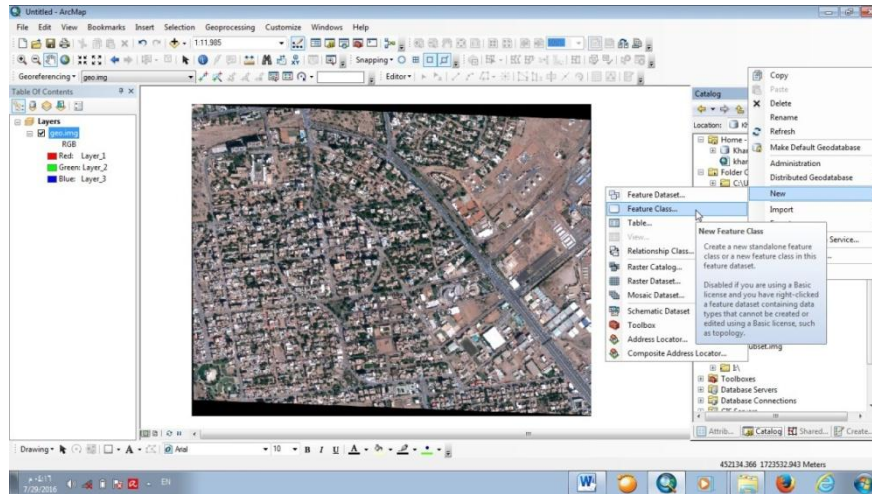 Untitled - ArcMap
File Edit View Bookmarks Insert Selection Geoprocessing Customize Windows Help
1:11,985
Snapping
Georeferencing geo.img Editor
Table Of Contents
Layers
geo.img
RGB
Red: Layer_1
Green: Layer_2
Blue: Layer_3
Catalog
Location:
Home -
Folder C
Copy
Paste
Delete
Rename
Refresh
Make Default Geodatabase
Administration
Distributed Geodatabase
New
Import
Service...
Feature Dataset...
Feature Class...
Table...
View...
Relationship Class...
Raster Catalog...
Raster Dataset...
Mosaic Dataset...
Schematic Dataset
Toolbox
Address Locator...
Composite Address Locator...
New Feature Class
Create a new standalone feature
class or a new feature class in this
feature dataset.
Disabled if you are using a Basic
license and you have right-clicked
a feature dataset containing data
types that cannot be created or
edited using a Basic license, such
as topology.
ubset.img
Toolboxes
Database Servers
Database Connections
Attrib... Catalog Shared... Create...
Drawing Arial 10 B I U A
452134.366 1723532.943 Meters
EN
7/29/2016